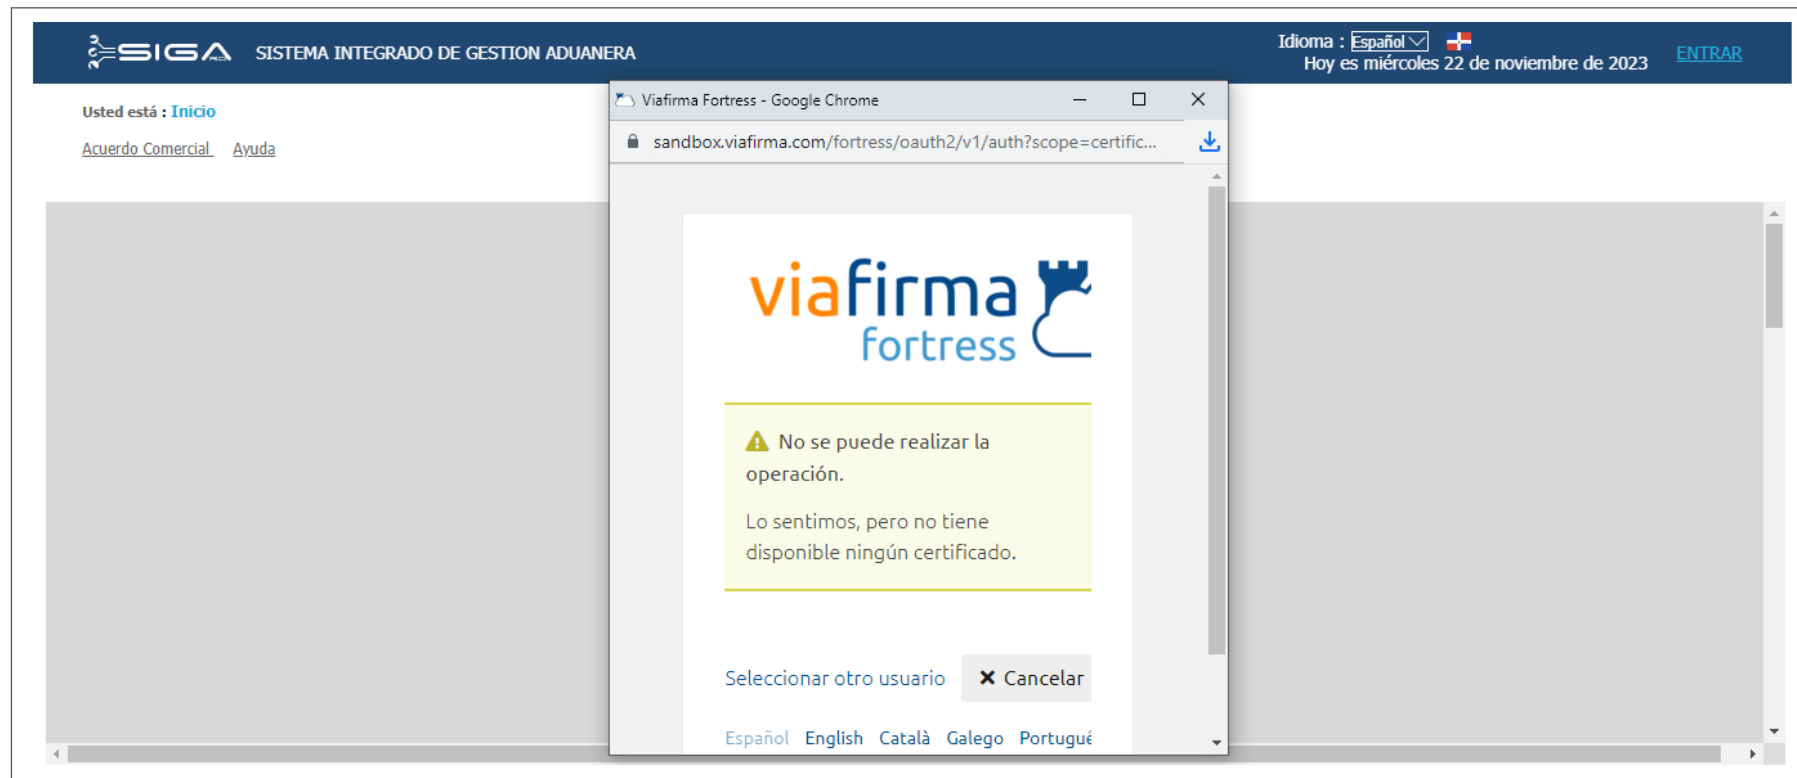 SIGA SISTEMA INTEGRADO DE GESTION ADUANERA
Idioma : Español
Hoy es miércoles 22 de noviembre de 2023
ENTRAR
Usted está : Inicio
Acuerdo Comercial Ayuda
Viafirma Fortress - Google Chrome
sandbox.viafirma.com/fortress/oauth2/v1/auth?scope=certific...
viafirma
fortress
No se puede realizar la
operación.
Lo sentimos, pero no tiene
disponible ningún certificado.
Seleccionar otro usuario Cancelar
Español English Català Galego Portugué